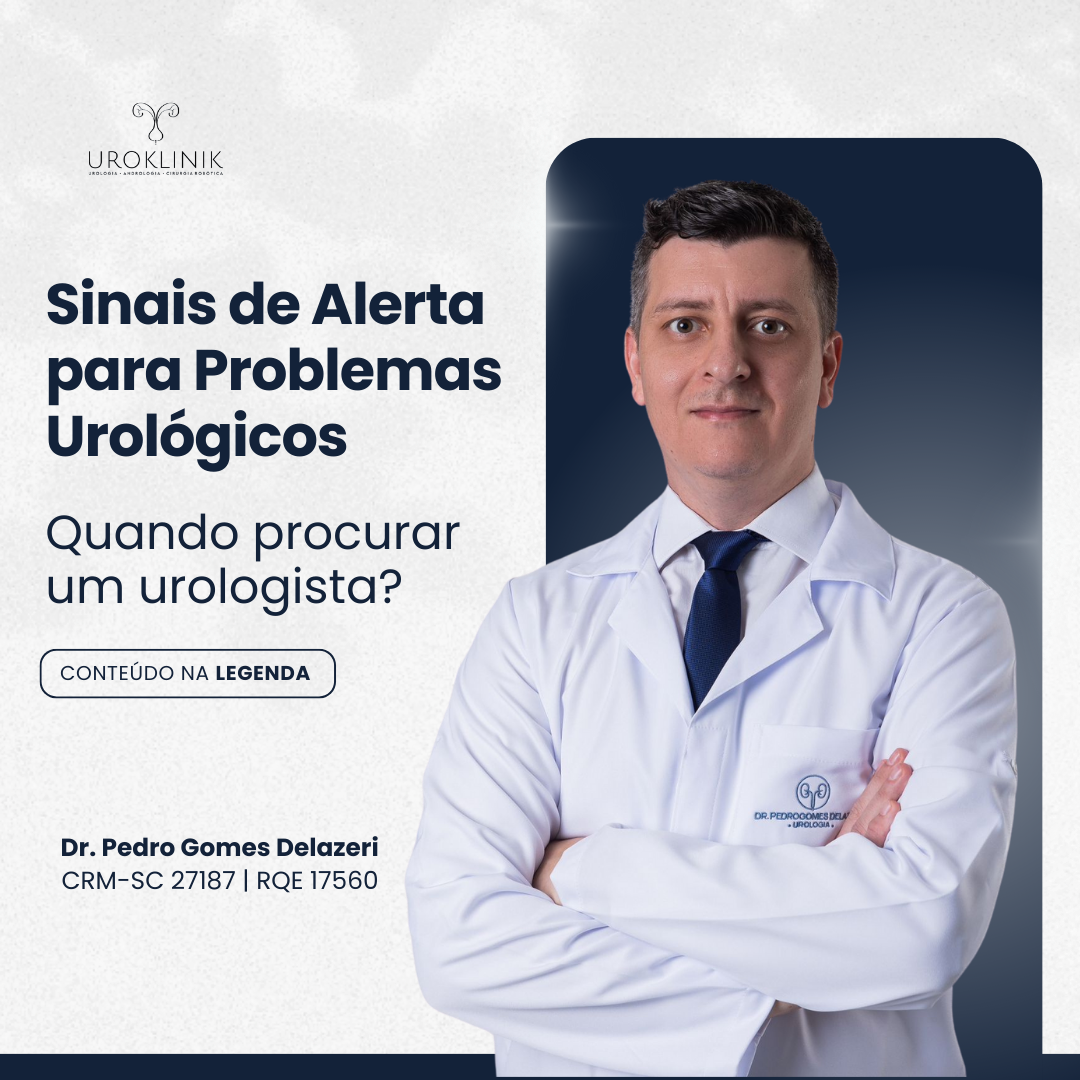 UROKLINIK
UROLOGIA • ANDROLOGIA • CIRURGIA ROBÓTICA
Sinais de Alerta
para Problemas
Urológicos
Quando procurar
um urologista?
CONTEÚDO NA LEGENDA
DR. PEDRO GOMES
• UROLOGIA •
Dr. Pedro Gomes Delazeri
CRM-SC 27187 | RQE 17560